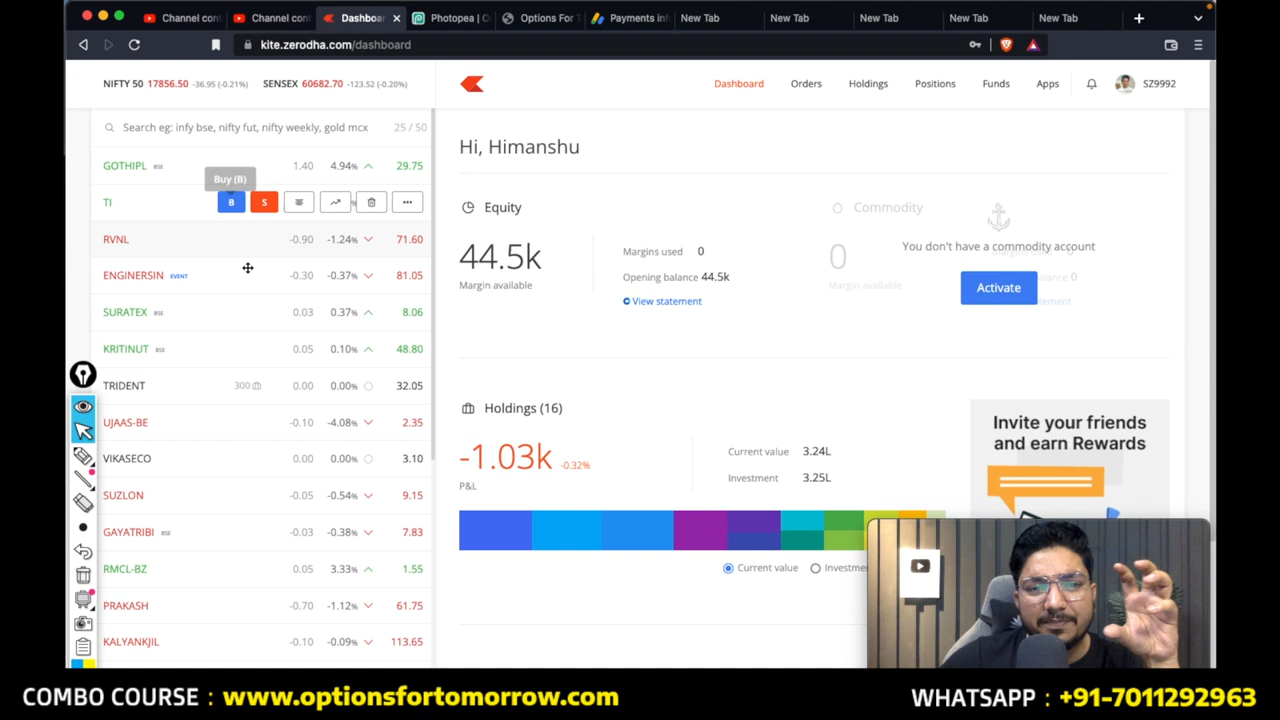 Channel con
Channel con
Dashboar
Photopea | O
Options For T
Payments inf
New Tab
New Tab
New Tab
New Tab
New Tab
kite.zerodha.com/dashboard
NIFTY 50 17856.50 -36.95 (-0.21%) SENSEX 60682.70 -123.52 (-0.20%)
Dashboard Orders Holdings Positions Funds Apps SZ9992
Search eg: infy bse, nifty fut, nifty weekly, gold mcx 25 / 50
GOTHIPL BSE 1.40 4.94% 29.75
Buy (B)
TI B S %
RVNL -0.90 -1.24% 71.60
ENGINERSIN EVENT -0.30 -0.37% 81.05
SURATEX BSE 0.03 0.37% 8.06
KRITINUT BSE 0.05 0.10% 48.80
TRIDENT 300 0.00 0.00% 32.05
UJAAS-BE -0.10 -4.08% 2.35
VIKASECO 0.00 0.00% 3.10
SUZLON -0.05 -0.54% 9.15
GAYATRIBI BSE -0.03 -0.38% 7.83
RMCL-BZ 0.05 3.33% 1.55
PRAKASH -0.70 -1.12% 61.75
KALYANKJIL -0.10 -0.09% 113.65
Hi, Himanshu
Equity
44.5k
Margin available
Margins used 0
Opening balance 44.5k
View statement
Commodity
0
Margin available
You don't have a commodity account
Activate
Holdings (16)
-1.03k -0.32%
P&L
Current value 3.24L
Investment 3.25L
Current value Investme
Invite your friends
and earn Rewards
COMBO COURSE : www.optionsfortomorrow.com WHATSAPP : +91-7011292963